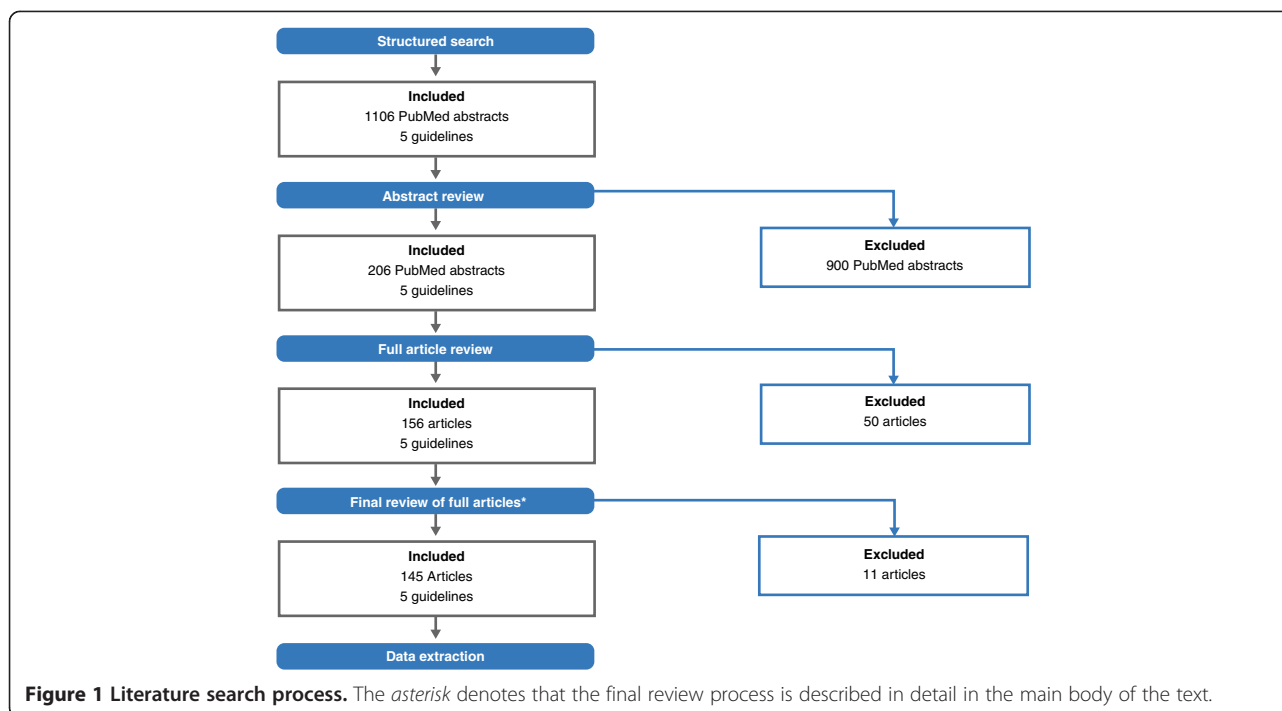 Structured search
Included
1106 PubMed abstracts
5 guidelines
Abstract review
Included
206 PubMed abstracts
5 guidelines
Excluded
900 PubMed abstracts
Full article review
Included
156 articles
5 guidelines
Excluded
50 articles
Final review of full articles*
Included
145 Articles
5 guidelines
Excluded
11 articles
Data extraction
Figure 1 Literature search process. The asterisk denotes that the final review process is described in detail in the main body of the text.